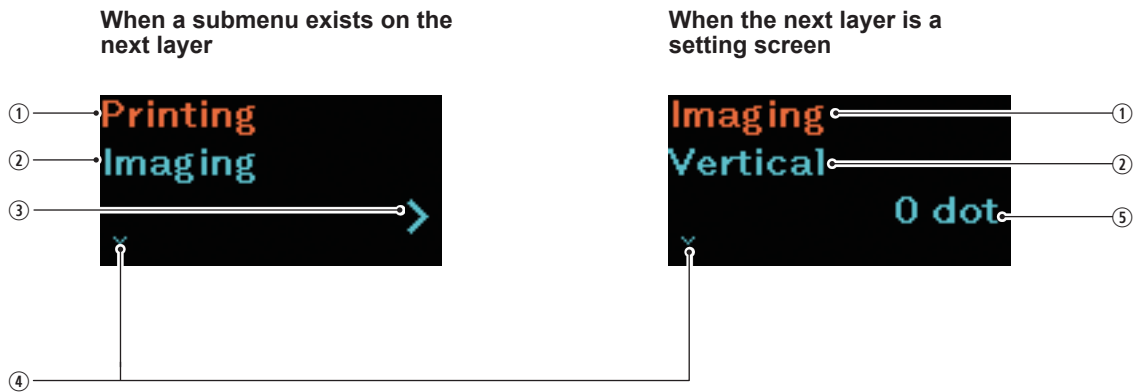 When a submenu exists on the
next layer
① Printing
② Imaging
③ >
④
When the next layer is a
setting screen
Imaging ①
Vertical ②
0 dot ⑤